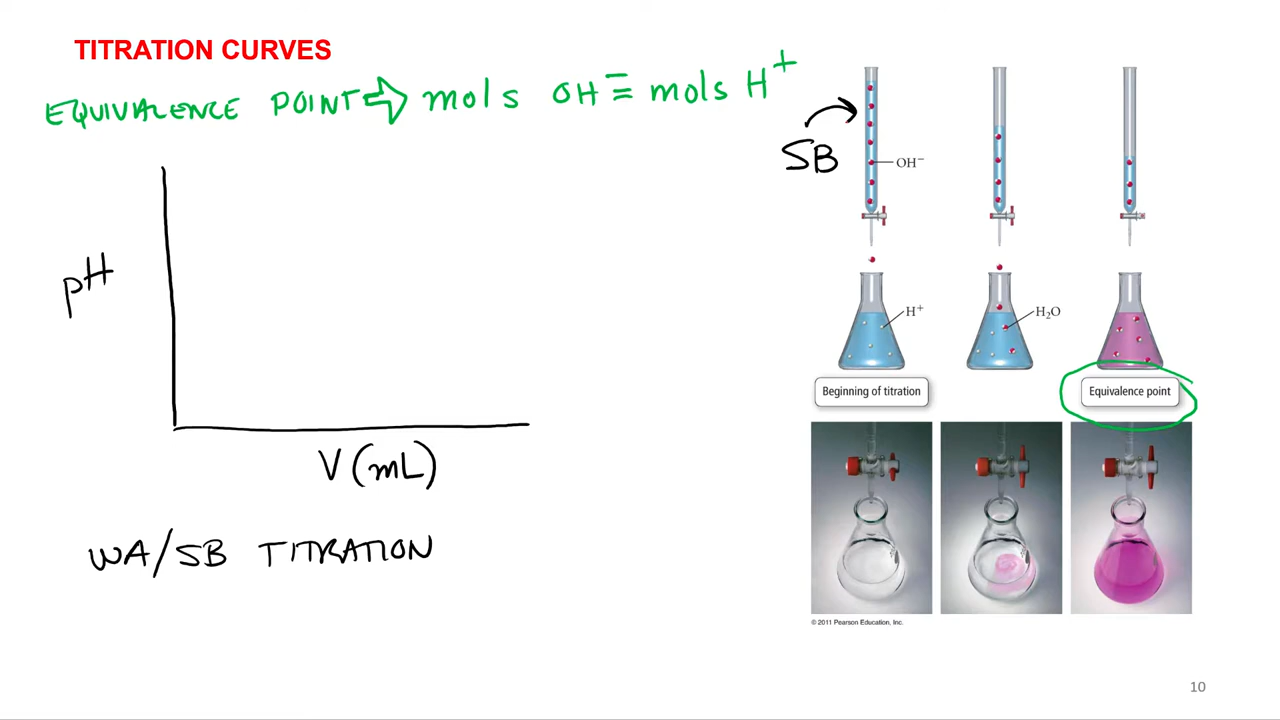 TITRATION CURVES
EQUIVALENCE POINT ⇒ mols OH⁻ = mols H⁺
SB
OH⁻
pH
H⁺
H₂O
Beginning of titration
Equivalence point
V (mL)
WA/SB TITRATION
© 2011 Pearson Education, Inc.
10